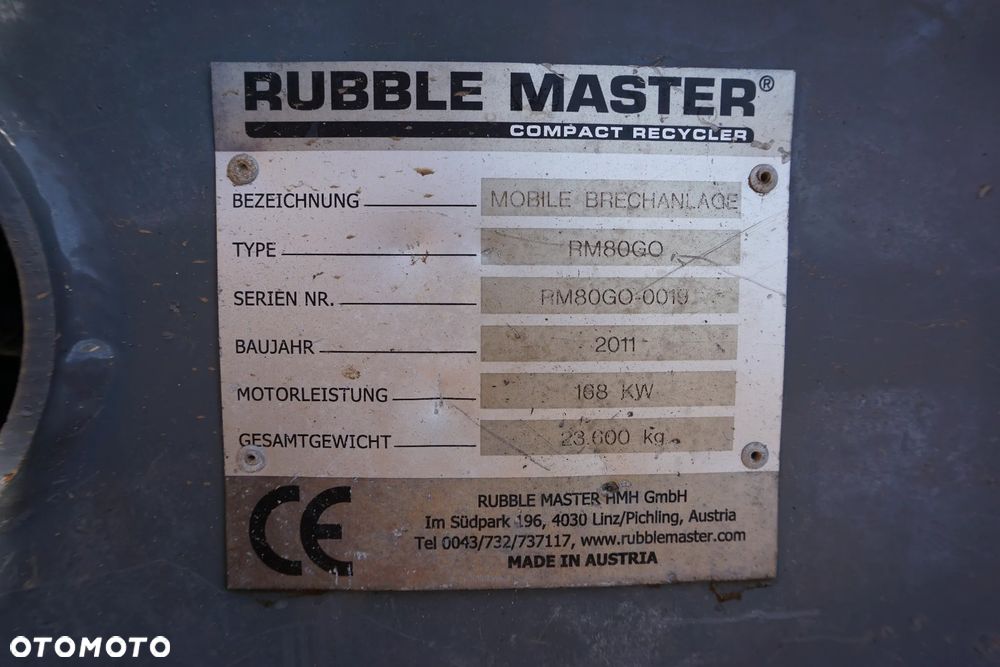 RUBBLE MASTER®
COMPACT RECYCLER
BEZEICHNUNG MOBILE BRECHANLAGE
TYPE RM80GO
SERIEN NR. RM80GO-0019
BAUJAHR 2011
MOTORLEISTUNG 168 KW
GESAMTGEWICHT 23.600 kg
CE
RUBBLE MASTER HMH GmbH
Im Südpark 196, 4030 Linz/Pichling, Austria
Tel 0043/732/737117, www.rubblemaster.com
MADE IN AUSTRIA
OTOMOTO